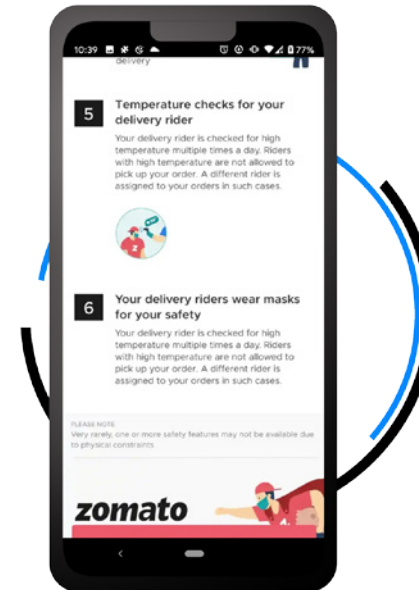 10:39
77%
delivery
5
Temperature checks for your
delivery rider
Your delivery rider is checked for high
temperature multiple times a day. Riders
with high temperature are not allowed to
pick up your order. A different rider is
assigned to your orders in such cases.
6
Your delivery riders wear masks
for your safety
Your delivery rider is checked for high
temperature multiple times a day. Riders
with high temperature are not allowed to
pick up your order. A different rider is
assigned to your orders in such cases.
PLEASE NOTE
Very rarely, one or more safety features may not be available due
to physical constraints
zomato